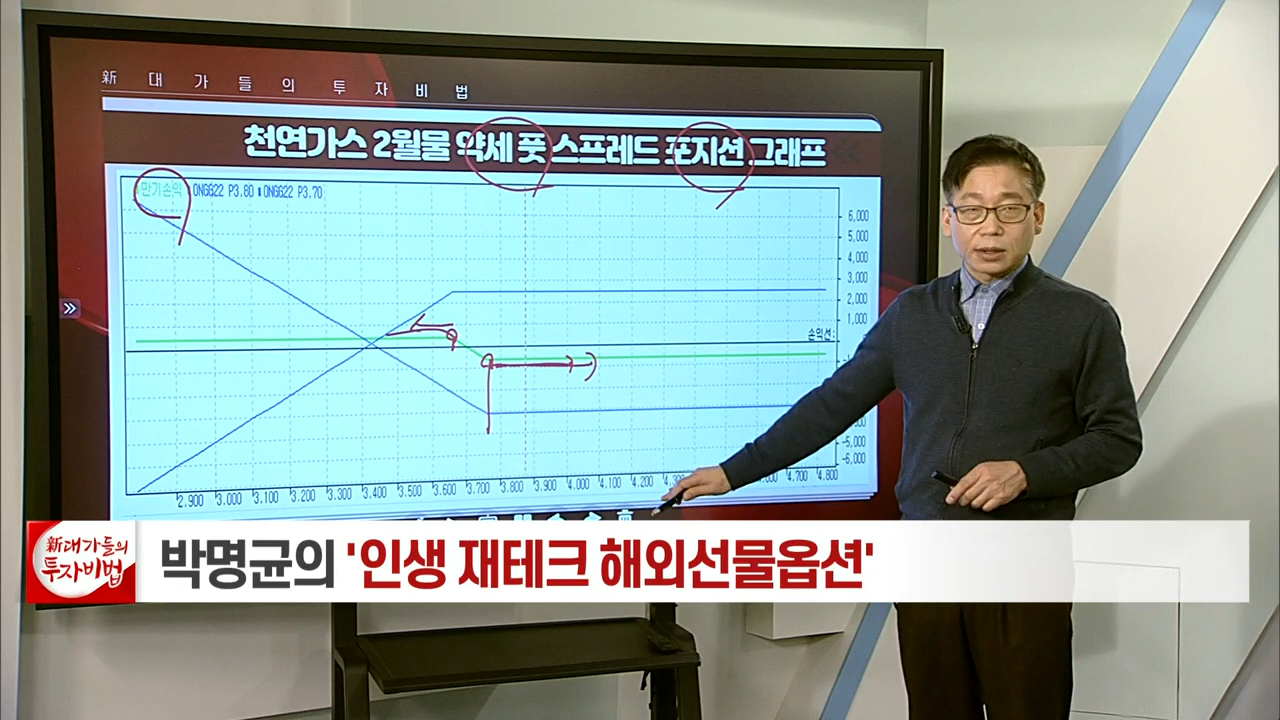 新 대 가 들 의 투 자 비 법
천연가스 2월물 약세 풋 스프레드 포지션 그래프
만기손익 ONGG22 P3.80 ONGG22 P3.70
6,000
5,000
4,000
3,000
2,000
1,000
손익선:
-5,000
-6,000
2.900 3.000 3.100 3.200 3.300 3.400 3.500 3.600 3.700 3.800 3.900 4.000 4.100 4.200 4.300 4.700 4.800
新대가들의
투자비법
박명균의 '인생 재테크 해외선물옵션'